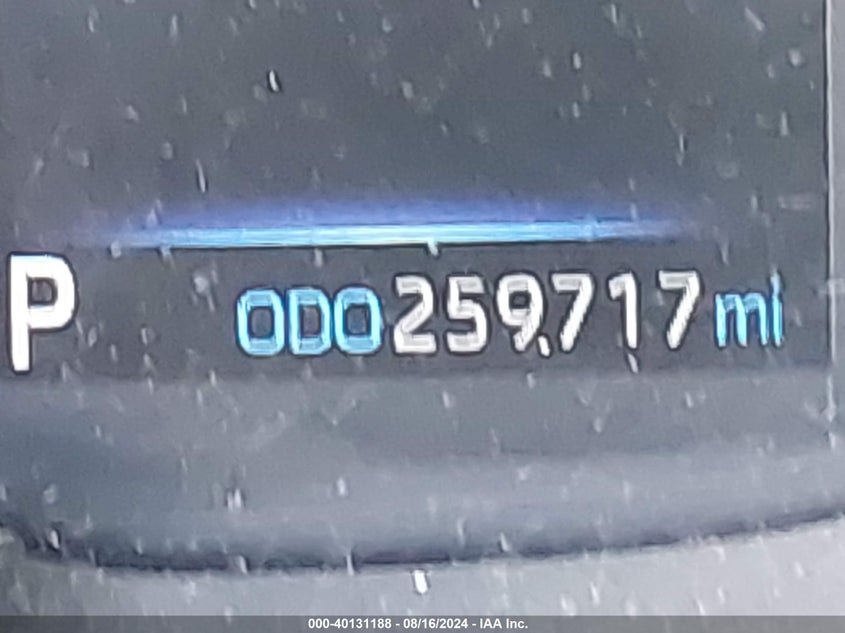 P ODO 259,717 mi
000-40131188 - 08/16/2024 - IAA Inc.